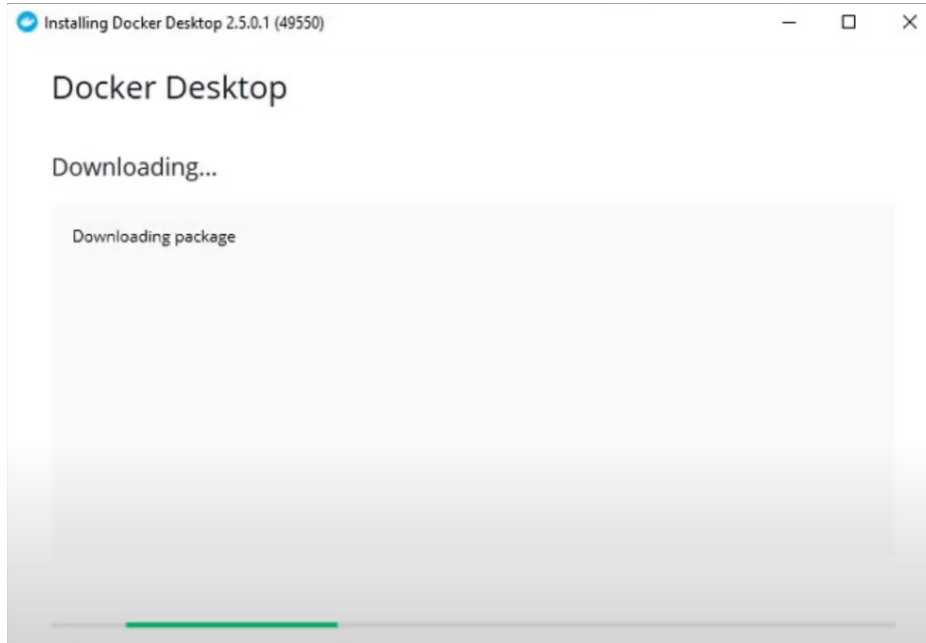 Installing Docker Desktop 2.5.0.1 (49550)
Docker Desktop
Downloading...
Downloading package